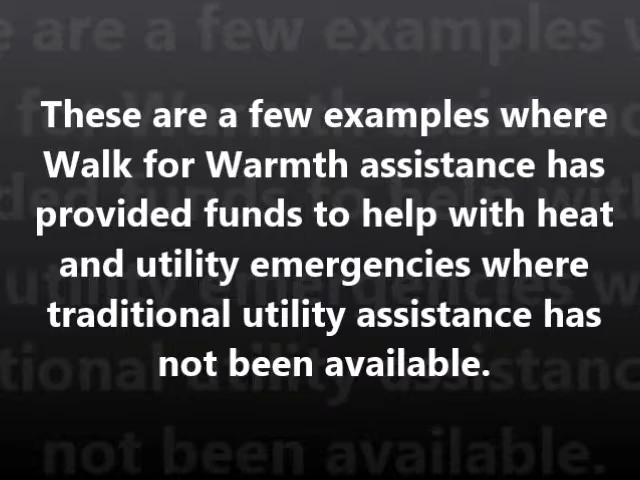 These are a few examples where
Walk for Warmth assistance has
provided funds to help with heat
and utility emergencies where
traditional utility assistance has
not been available.